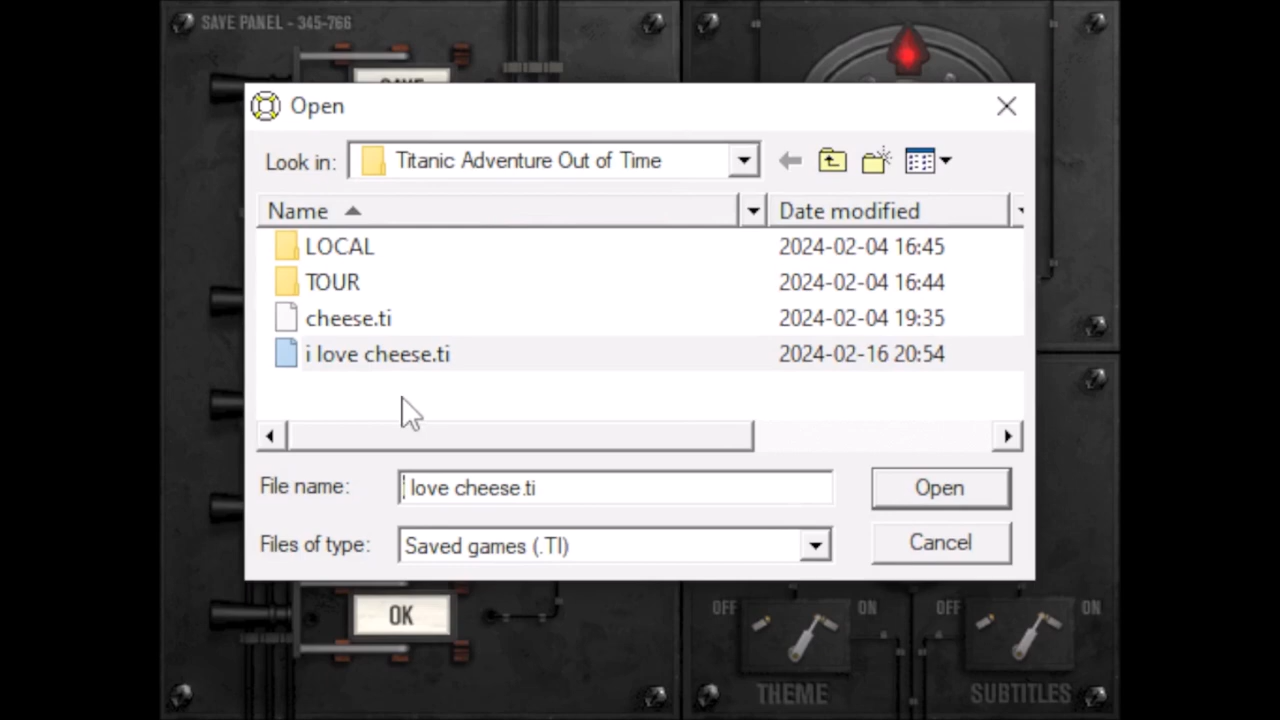 SAVE PANEL - 345-766
SAVE
Open
Look in: Titanic Adventure Out of Time
Name Date modified
LOCAL 2024-02-04 16:45
TOUR 2024-02-04 16:44
cheese.ti 2024-02-04 19:35
i love cheese.ti 2024-02-16 20:54
File name: i love cheese.ti Open
Files of type: Saved games (.TI) Cancel
OK
OFF ON OFF ON
THEME SUBTITLES